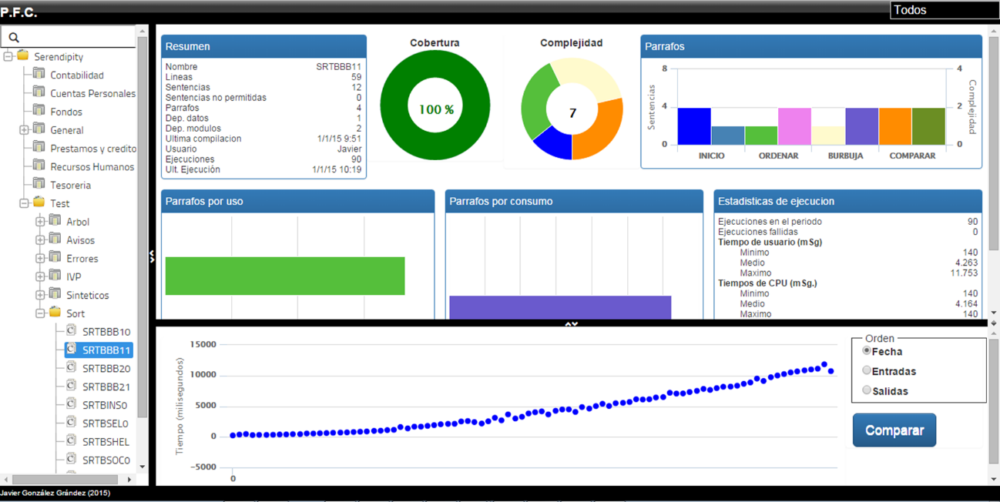 P.F.C.
Todos
Serendipity
Contabilidad
Cuentas Personales
Fondos
General
Prestamos y credito
Recursos Humanos
Tesoreria
Test
Arbol
Avisos
Errores
IVP
Sinteticos
Sort
SRTBBB10
SRTBBB11
SRTBBB20
SRTBBB21
SRTBINS0
SRTBSEL0
SRTBSHEL
SRTBSOC0
Resumen
Nombre SRTBBB11
Lineas 59
Sentencias 12
Sentencias no permitidas 0
Parrafos 4
Dep. datos 1
Dep. modulos 2
Ultima compilacion 1/1/15 9:51
Usuario Javier
Ejecuciones 90
Ult. Ejecución 1/1/15 10:19
Cobertura
100 %
Complejidad
7
Parrafos
8 4
4 2
0 0
Sentencias
Complejidad
INICIO ORDENAR BURBUJA COMPARAR
Parrafos por uso
Parrafos por consumo
Estadisticas de ejecucion
Ejecuciones en el periodo 90
Ejecuciones fallidas 0
Tiempo de usuario (mSg)
Minimo 140
Medio 4.263
Maximo 11.753
Tiempos de CPU (mSg.)
Minimo 140
Medio 4.164
Maximo 140
15000
10000
5000
0
−5000
Tiempo (milisegundos)
0
Orden
Fecha
Entradas
Salidas
Comparar
Javier González Grández (2015)